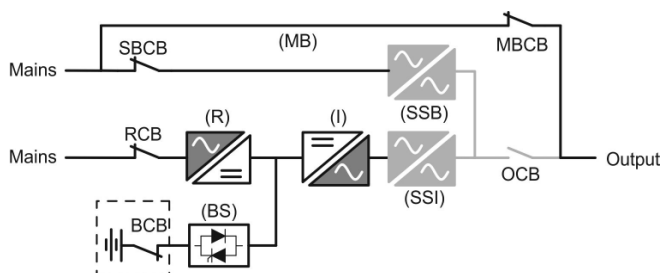 SBCB
(MB)
MBCB
Mains
(SSB)
RCB
(R)
(I)
Mains
(SSI)
OCB
Output
BCB
(BS)